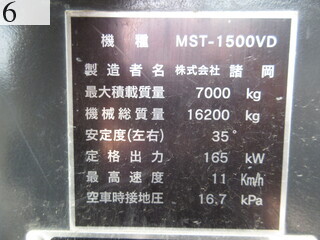 6
機種 MST-1500VD
製造者名 株式会社 諸岡
最大積載質量 7000 kg
機械総質量 16200 kg
安定度(左右) 35°
定格出力 165 kW
最高速度 11 Km/h
空車時接地圧 16.7 kPa